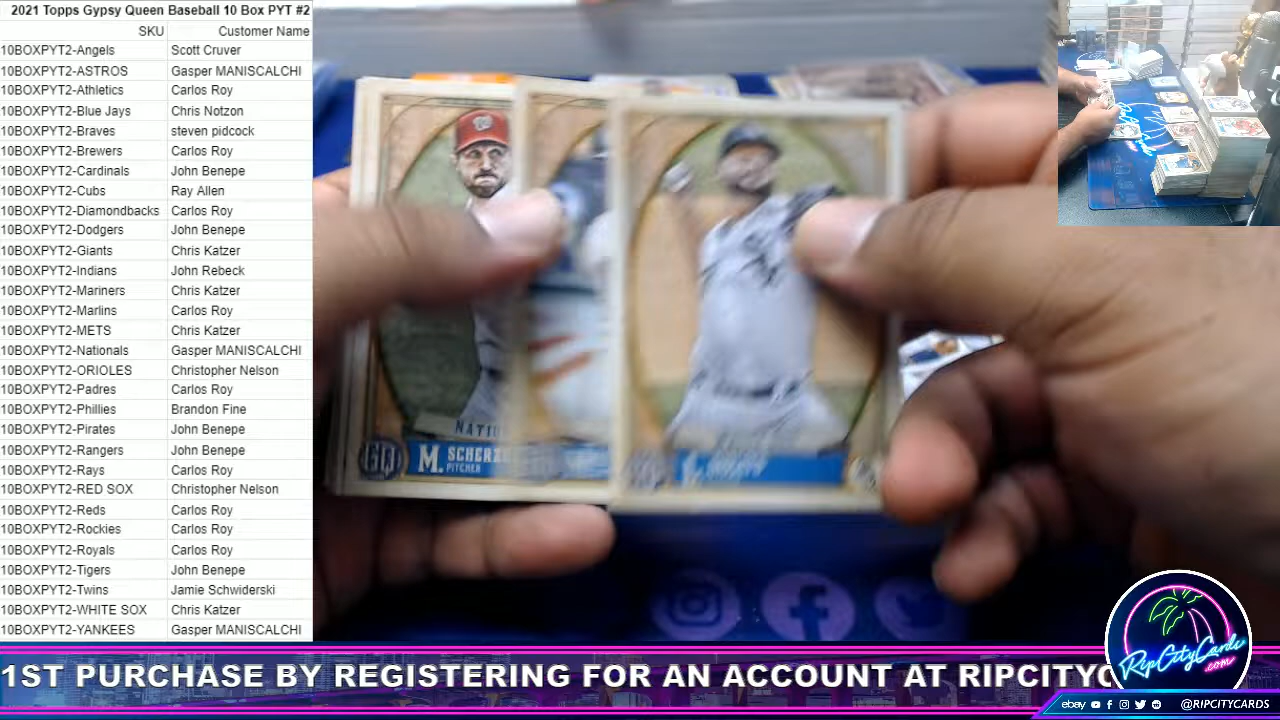 2021 Topps Gypsy Queen Baseball 10 Box PYT #2
SKU Customer Name
10BOXPYT2-Angels Scott Cruver
10BOXPYT2-ASTROS Gasper MANISCALCHI
10BOXPYT2-Athletics Carlos Roy
10BOXPYT2-Blue Jays Chris Notzon
10BOXPYT2-Braves steven pidcock
10BOXPYT2-Brewers Carlos Roy
10BOXPYT2-Cardinals John Benepe
10BOXPYT2-Cubs Ray Allen
10BOXPYT2-Diamondbacks Carlos Roy
10BOXPYT2-Dodgers John Benepe
10BOXPYT2-Giants Chris Katzer
10BOXPYT2-Indians John Rebeck
10BOXPYT2-Mariners Chris Katzer
10BOXPYT2-Marlins Carlos Roy
10BOXPYT2-METS Chris Katzer
10BOXPYT2-Nationals Gasper MANISCALCHI
10BOXPYT2-ORIOLES Christopher Nelson
10BOXPYT2-Padres Carlos Roy
10BOXPYT2-Phillies Brandon Fine
10BOXPYT2-Pirates John Benepe
10BOXPYT2-Rangers John Benepe
10BOXPYT2-Rays Carlos Roy
10BOXPYT2-RED SOX Christopher Nelson
10BOXPYT2-Reds Carlos Roy
10BOXPYT2-Rockies Carlos Roy
10BOXPYT2-Royals Carlos Roy
10BOXPYT2-Tigers John Benepe
10BOXPYT2-Twins Jamie Schwiderski
10BOXPYT2-WHITE SOX Chris Katzer
10BOXPYT2-YANKEES Gasper MANISCALCHI
NATIO
GQ M. SCHERZ
PITCHER
1ST PURCHASE BY REGISTERING FOR AN ACCOUNT AT RIPCITYC
RipCityCards
.com
ebay @RIPCITYCARDS